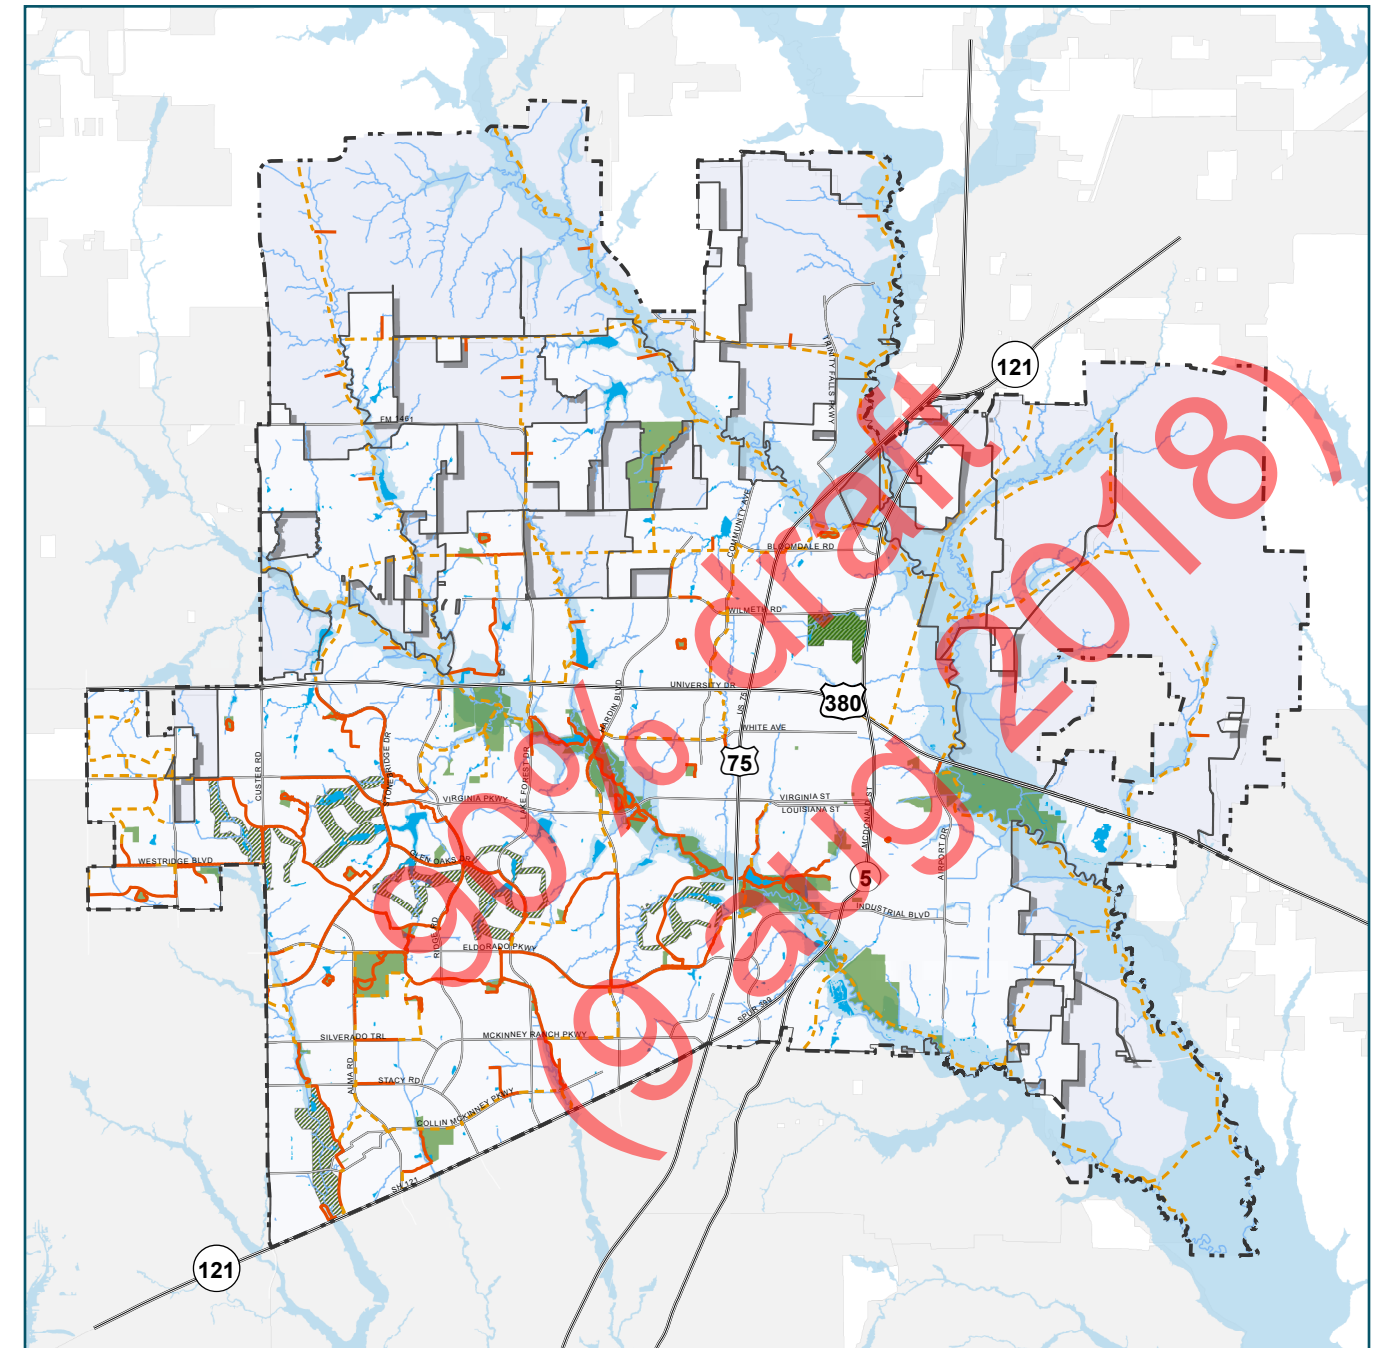 121
TRINITY FALLS PKWY
FM 1461
COMMUNITY AVE
BLOOMDALE RD
WILMETH RD
UNIVERSITY DR
US 75
380
HARDIN BLVD
WHITE AVE
75
CUSTER RD
STONEBRIDGE DR
LAKE FOREST DR
VIRGINIA PKWY
VIRGINIA ST
LOUISIANA ST
MCDONALD ST
AIRPORT DR
WESTRIDGE BLVD
GLEN OAKS DR
5
INDUSTRIAL BLVD
RIDGE RD
ELDORADO PKWY
SPUR 399
SILVERADO TRL
MCKINNEY RANCH PKWY
ALMA RD
STACY RD
COLLIN MCKINNEY PKWY
SH 121
121
90% draft
(9 aug 2018)